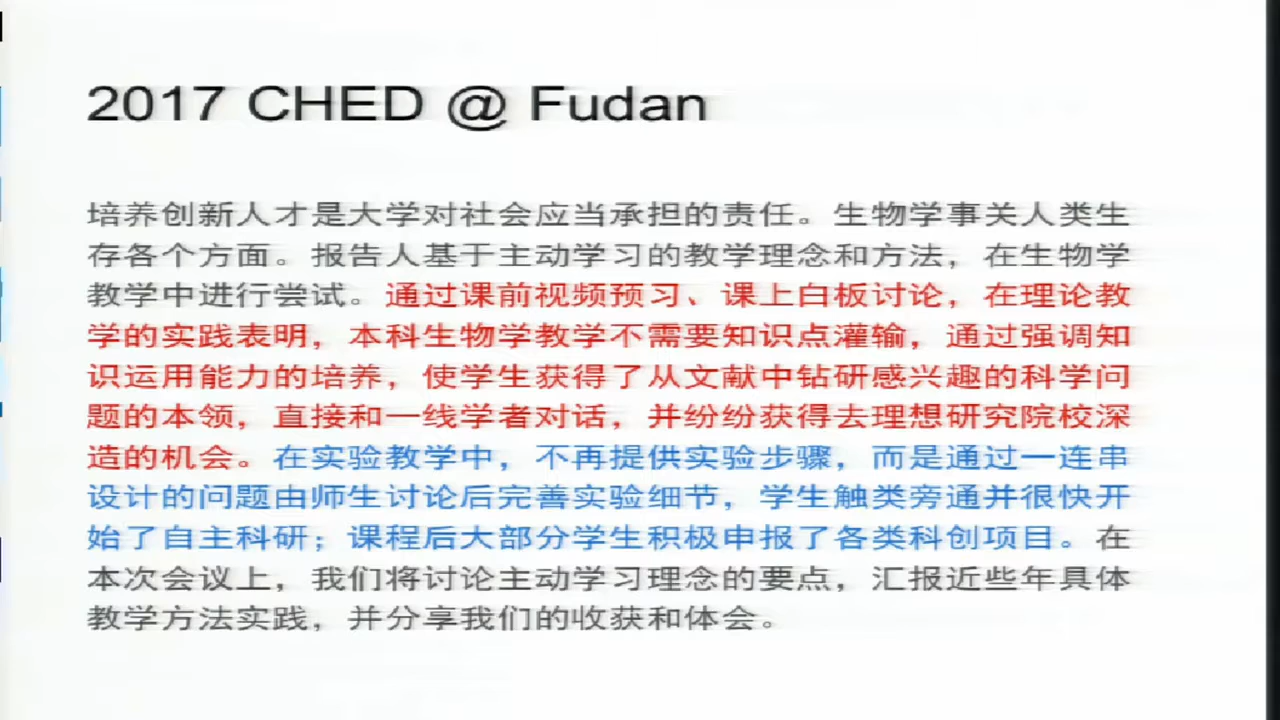 2017 CHED @ Fudan
培养创新人才是大学对社会应当承担的责任。生物学事关人类生
存各个方面。报告人基于主动学习的教学理念和方法，在生物学
教学中进行尝试。通过课前视频预习、课上白板讨论，在理论教
学的实践表明，本科生物学教学不需要知识点灌输，通过强调知
识运用能力的培养，使学生获得了从文献中钻研感兴趣的科学问
题的本领，直接和一线学者对话，并纷纷获得去理想研究院校深
造的机会。在实验教学中，不再提供实验步骤，而是通过一连串
设计的问题由师生讨论后完善实验细节，学生触类旁通并很快开
始了自主科研；课程后大部分学生积极申报了各类科创项目。在
本次会议上，我们将讨论主动学习理念的要点，汇报近些年具体
教学方法实践，并分享我们的收获和体会。